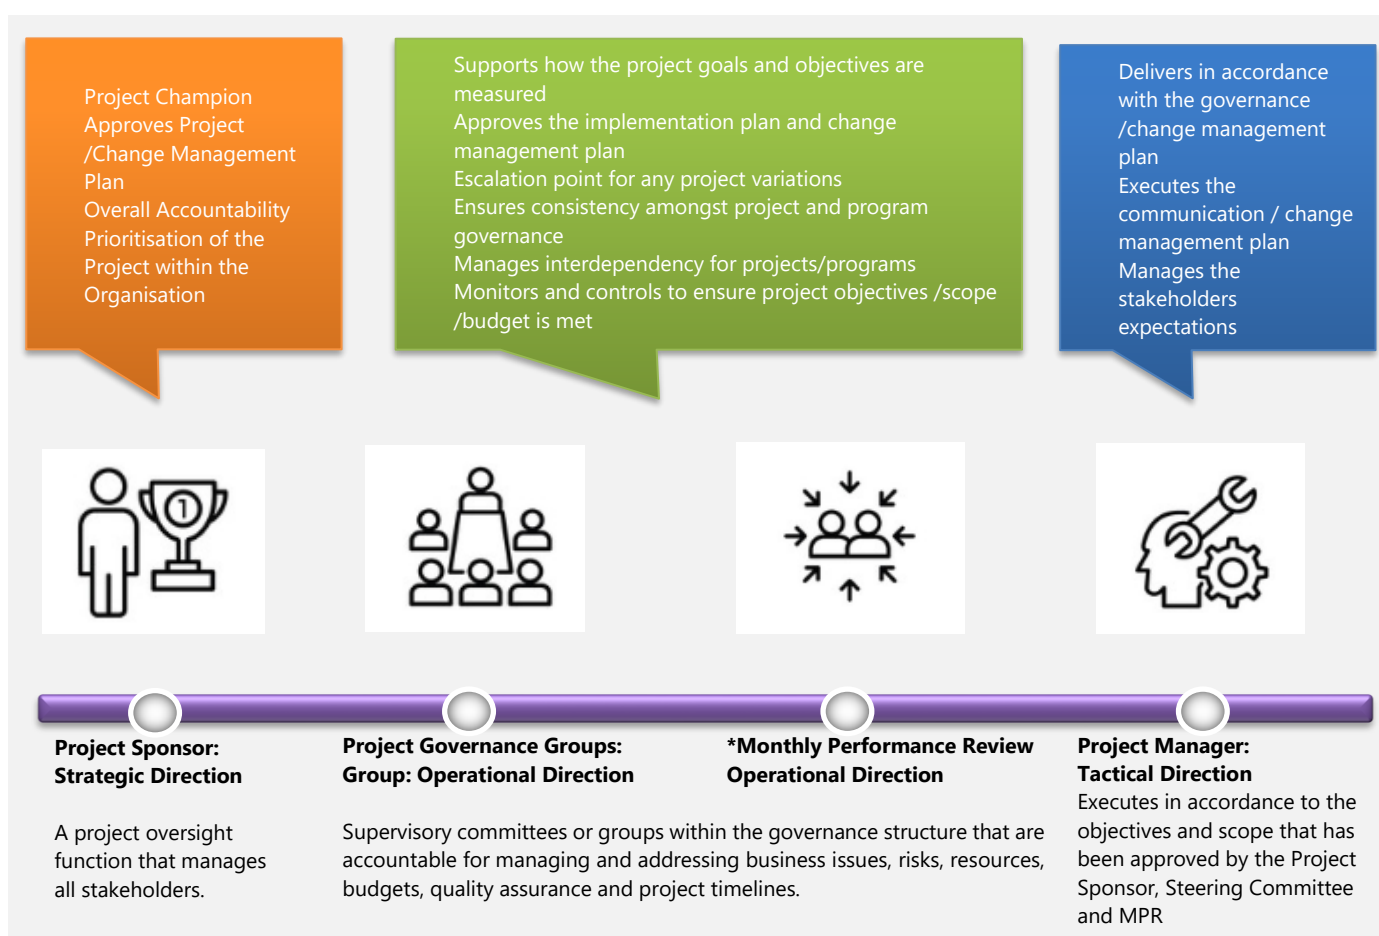 Project Champion
Approves Project
/Change Management
Plan
Overall Accountability
Prioritisation of the
Project within the
Organisation
Supports how the project goals and objectives are
measured
Approves the implementation plan and change
management plan
Escalation point for any project variations
Ensures consistency amongst project and program
governance
Manages interdependency for projects/programs
Monitors and controls to ensure project objectives /scope
/budget is met
Delivers in accordance
with the governance
/change management
plan
Executes the
communication / change
management plan
Manages the
stakeholders
expectations
1
Project Sponsor:
Strategic Direction
A project oversight
function that manages
all stakeholders.
Project Governance Groups:
Group: Operational Direction
*Monthly Performance Review
Operational Direction
Supervisory committees or groups within the governance structure that are
accountable for managing and addressing business issues, risks, resources,
budgets, quality assurance and project timelines.
Project Manager:
Tactical Direction
Executes in accordance to the
objectives and scope that has
been approved by the Project
Sponsor, Steering Committee
and MPR